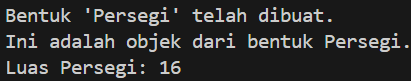 Bentuk 'Persegi' telah dibuat.
Ini adalah objek dari bentuk Persegi.
Luas Persegi: 16